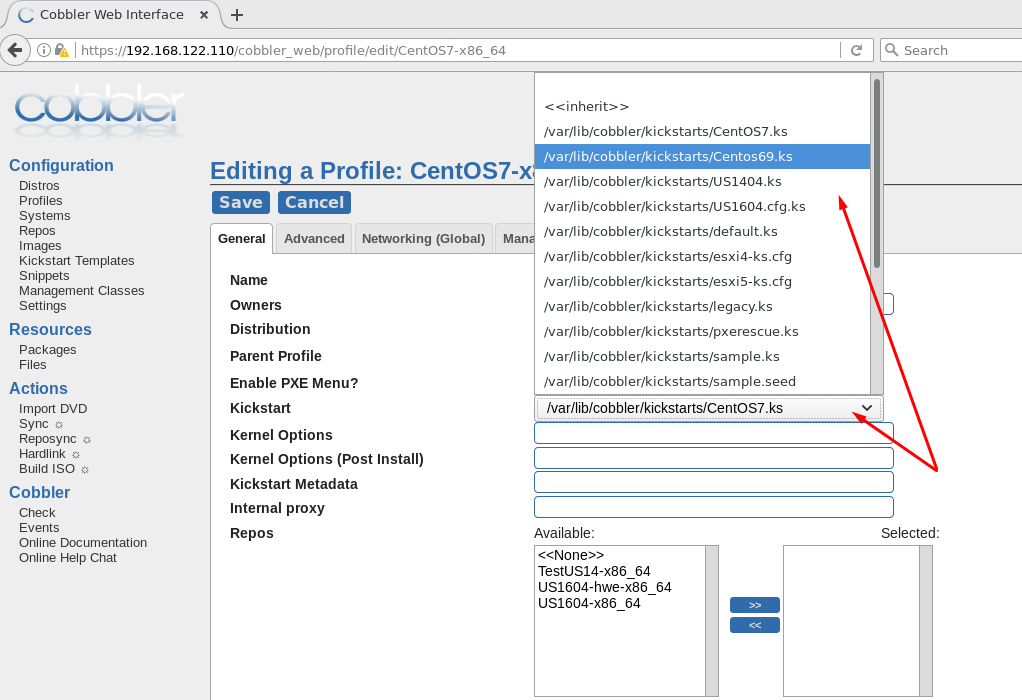 Cobbler Web Interface
https://192.168.122.110/cobbler_web/profile/edit/CentOS7-x86_64
Search
cobbler
Configuration
Distros
Profiles
Systems
Repos
Images
Kickstart Templates
Snippets
Management Classes
Settings
Resources
Packages
Files
Actions
Import DVD
Sync ☼
Reposync ☼
Hardlink ☼
Build ISO ☼
Cobbler
Check
Events
Online Documentation
Online Help Chat
Editing a Profile: CentOS7-x
Save Cancel
General Advanced Networking (Global) Mana
Name
Owners
Distribution
Parent Profile
Enable PXE Menu?
<<inherit>>
/var/lib/cobbler/kickstarts/CentOS7.ks
/var/lib/cobbler/kickstarts/Centos69.ks
/var/lib/cobbler/kickstarts/US1404.ks
/var/lib/cobbler/kickstarts/US1604.cfg.ks
/var/lib/cobbler/kickstarts/default.ks
/var/lib/cobbler/kickstarts/esxi4-ks.cfg
/var/lib/cobbler/kickstarts/esxi5-ks.cfg
/var/lib/cobbler/kickstarts/legacy.ks
/var/lib/cobbler/kickstarts/pxerescue.ks
/var/lib/cobbler/kickstarts/sample.ks
/var/lib/cobbler/kickstarts/sample.seed
Kickstart /var/lib/cobbler/kickstarts/CentOS7.ks
Kernel Options
Kernel Options (Post Install)
Kickstart Metadata
Internal proxy
Repos Available: Selected:
<<None>>
TestUS14-x86_64
US1604-hwe-x86_64
US1604-x86_64
>>
<<